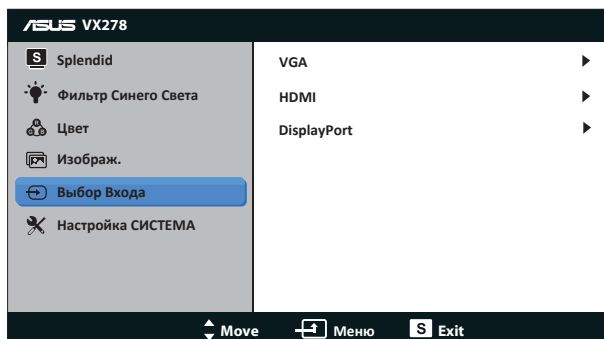 ASUS VX278
S Splendid
Фильтр Синего Света
Цвет
Изображ.
Выбор Входа
Настройка СИСТЕМА
VGA
HDMI
DisplayPort
Move Меню S Exit